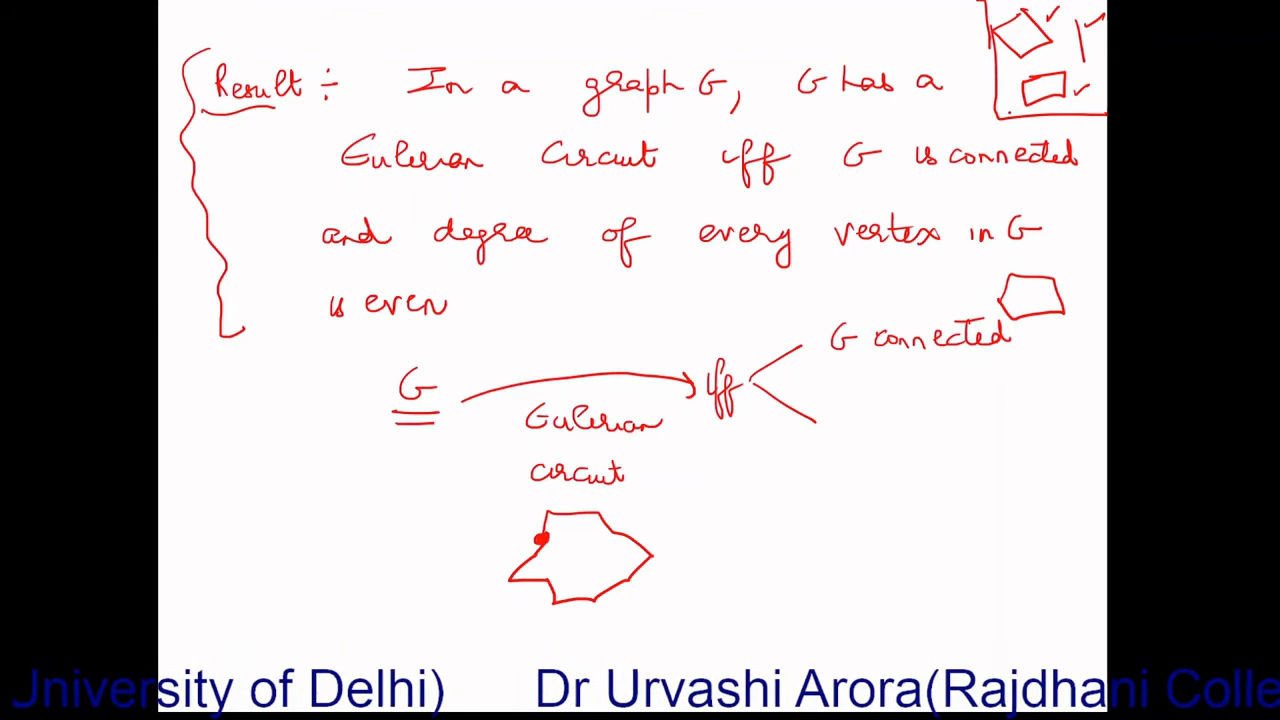 Result ÷ In a graph G, G has a
Eulerian Circuit iff G is connected
and degree of every vertex in G
is even
G connected
G iff
Eulerian
circuit
Jniversity of Delhi) Dr Urvashi Arora(Rajdhani Colle